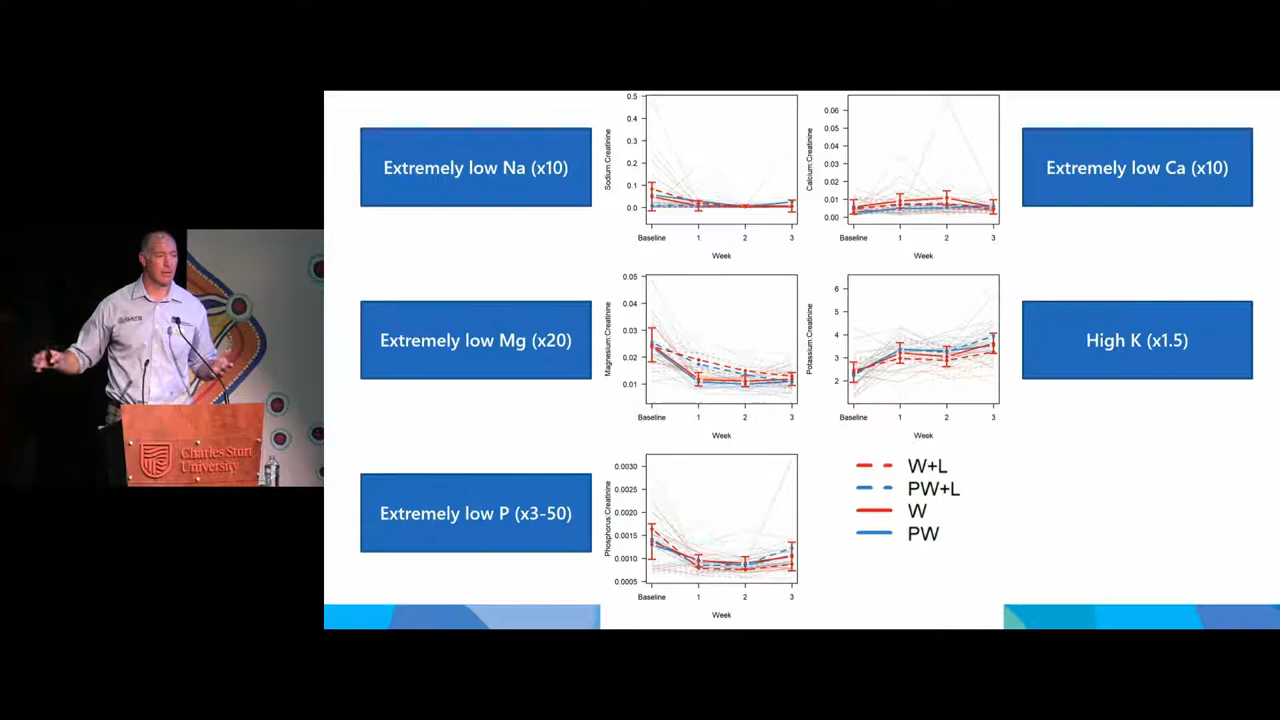 Extremely low Na (x10)
Sodium:Creatinine
0.5
0.4
0.3
0.2
0.1
0.0
Baseline
1
2
3
Week
Calcium:Creatinine
0.06
0.05
0.04
0.03
0.02
0.01
0.00
Baseline
1
2
3
Week
Extremely low Ca (x10)
Extremely low Mg (x20)
Magnesium:Creatinine
0.05
0.04
0.03
0.02
0.01
Baseline
1
2
3
Week
Potassium:Creatinine
6
5
4
3
2
Baseline
1
2
3
Week
High K (x1.5)
Extremely low P (x3-50)
Phosphorus:Creatinine
0.0030
0.0025
0.0020
0.0015
0.0010
0.0005
Baseline
1
2
3
Week
W+L
PW+L
W
PW
Charles Sturt
University